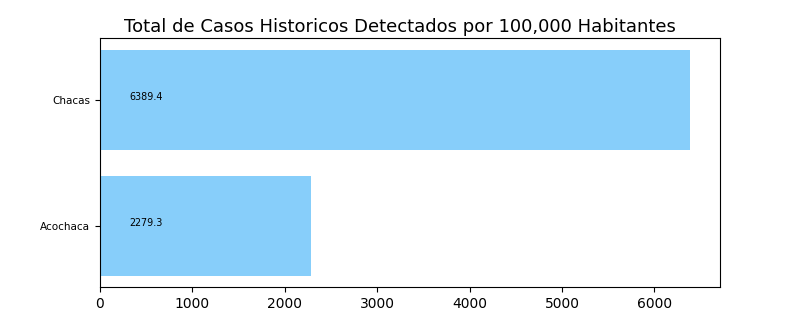 Total de Casos Historicos Detectados por 100,000 Habitantes
Chacas
6389.4
Acochaca
2279.3
0 1000 2000 3000 4000 5000 6000